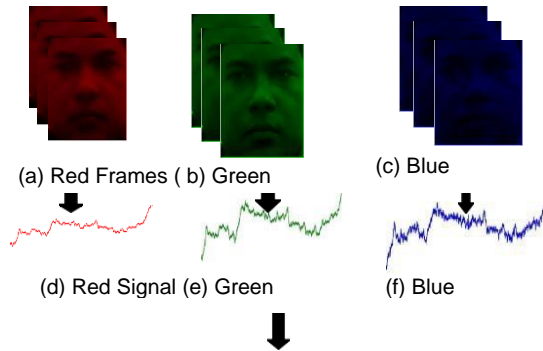 (a) Red Frames ( b) Green
(c) Blue
(d) Red Signal (e) Green
(f) Blue